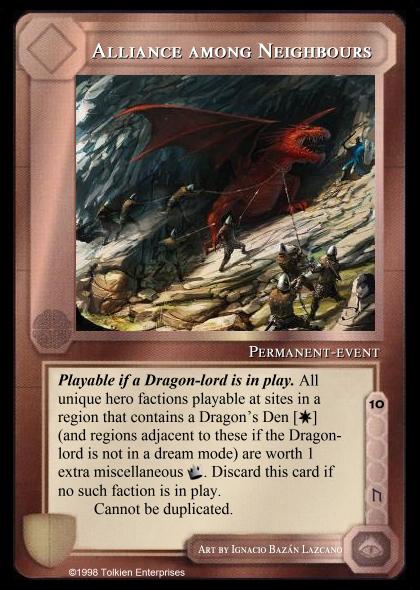 Alliance among Neighbours
Permanent-event
Playable if a Dragon-lord is in play. All
unique hero factions playable at sites in a
region that contains a Dragon's Den [✷]
(and regions adjacent to these if the Dragon-
lord is not in a dream mode) are worth 1
extra miscellaneous . Discard this card if
no such faction is in play.
Cannot be duplicated.
10
Art by Ignacio Bazán Lazcano
©1998 Tolkien Enterprises